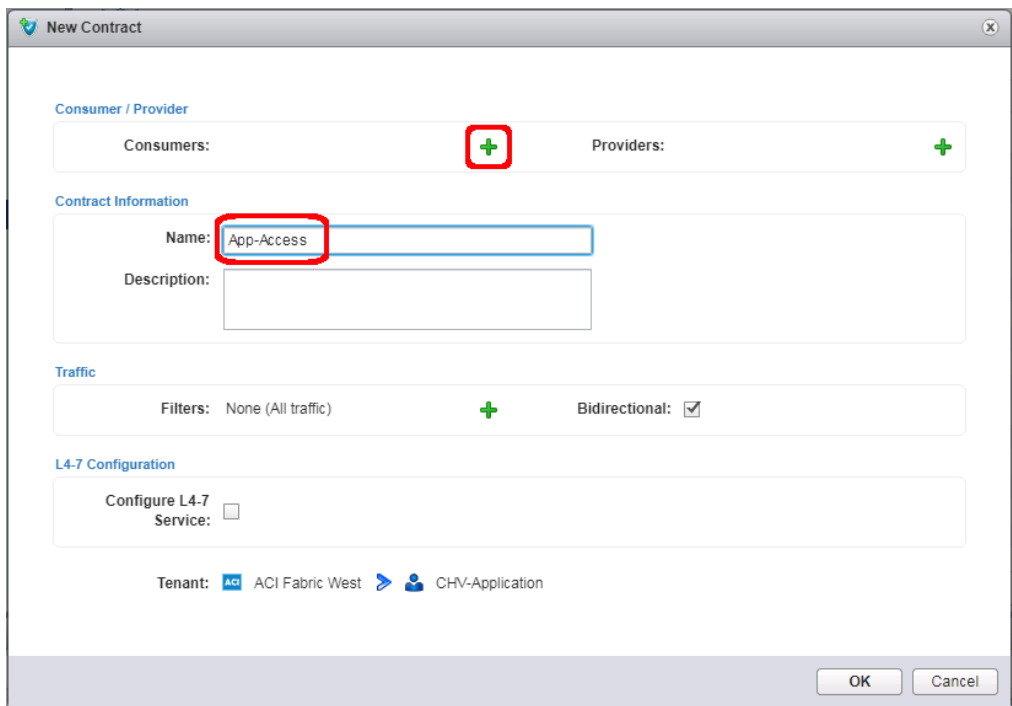 New Contract
Consumer / Provider
Consumers:
Providers:
Contract Information
Name: App-Access
Description:
Traffic
Filters: None (All traffic)
Bidirectional:
L4-7 Configuration
Configure L4-7
Service:
Tenant: ACI ACI Fabric West CHV-Application
OK Cancel